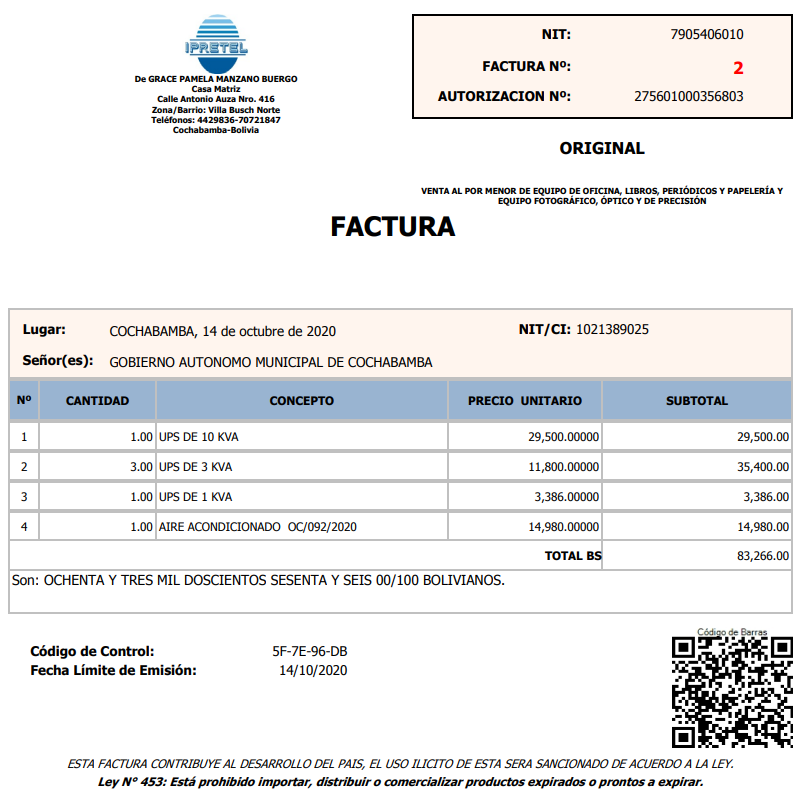 IPRETEL
De GRACE PAMELA MANZANO BUERGO
Casa Matriz
Calle Antonio Auza Nro. 416
Zona/Barrio: Villa Busch Norte
Teléfonos: 4429836-70721847
Cochabamba-Bolivia
NIT: 7905406010
FACTURA Nº: 2
AUTORIZACION Nº: 275601000356803
ORIGINAL
VENTA AL POR MENOR DE EQUIPO DE OFICINA, LIBROS, PERIÓDICOS Y PAPELERÍA Y
EQUIPO FOTOGRÁFICO, ÓPTICO Y DE PRECISIÓN
FACTURA
Lugar: COCHABAMBA, 14 de octubre de 2020 NIT/CI: 1021389025
Señor(es): GOBIERNO AUTONOMO MUNICIPAL DE COCHABAMBA
Nº CANTIDAD CONCEPTO PRECIO UNITARIO SUBTOTAL
1 1.00 UPS DE 10 KVA 29,500.00000 29,500.00
2 3.00 UPS DE 3 KVA 11,800.00000 35,400.00
3 1.00 UPS DE 1 KVA 3,386.00000 3,386.00
4 1.00 AIRE ACONDICIONADO OC/092/2020 14,980.00000 14,980.00
TOTAL BS 83,266.00
Son: OCHENTA Y TRES MIL DOSCIENTOS SESENTA Y SEIS 00/100 BOLIVIANOS.
Código de Barras
Código de Control: 5F-7E-96-DB
Fecha Límite de Emisión: 14/10/2020
ESTA FACTURA CONTRIBUYE AL DESARROLLO DEL PAIS, EL USO ILICITO DE ESTA SERA SANCIONADO DE ACUERDO A LA LEY.
Ley N° 453: Está prohibido importar, distribuir o comercializar productos expirados o prontos a expirar.